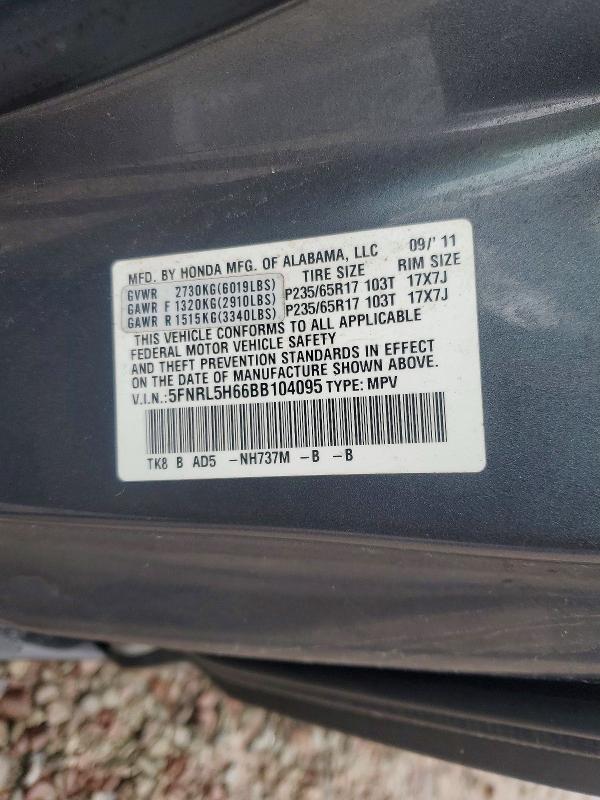 MFD. BY HONDA MFG. OF ALABAMA, LLC 09/'11
TIRE SIZE RIM SIZE
GVWR 2730KG(6019LBS)
GAWR F 1320KG(2910LBS) P235/65R17 103T 17X7J
GAWR R 1515KG(3340LBS) P235/65R17 103T 17X7J
THIS VEHICLE CONFORMS TO ALL APPLICABLE
FEDERAL MOTOR VEHICLE SAFETY
AND THEFT PREVENTION STANDARDS IN EFFECT
ON THE DATE OF MANUFACTURE SHOWN ABOVE.
V.I.N.:5FNRL5H66BB104095 TYPE: MPV
TK8 B AD5 -NH737M -B -B